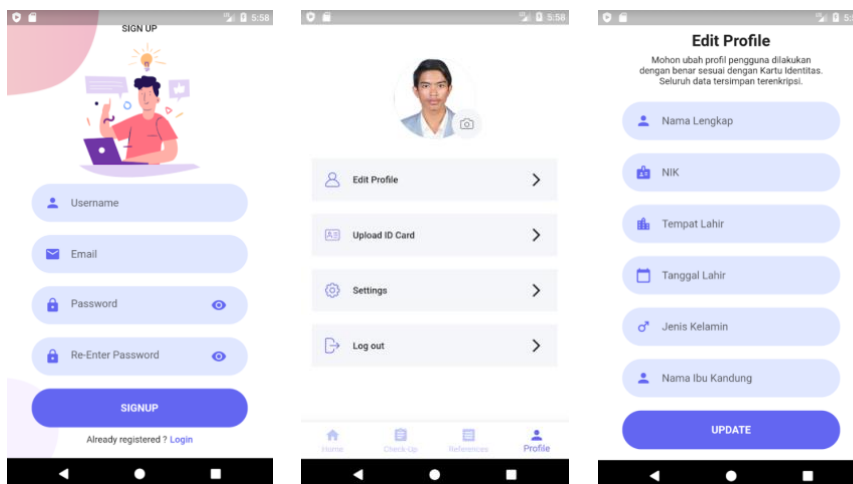 5:58
SIGN UP
Username
Email
Password
Re-Enter Password
SIGNUP
Already registered ? Login
5:58
Edit Profile
Upload ID Card
Settings
Log out
Home
Check-Up
References
Profile
Edit Profile
Mohon ubah profil pengguna dilakukan
dengan benar sesuai dengan Kartu Identitas.
Seluruh data tersimpan terenkripsi.
Nama Lengkap
NIK
Tempat Lahir
Tanggal Lahir
Jenis Kelamin
Nama Ibu Kandung
UPDATE